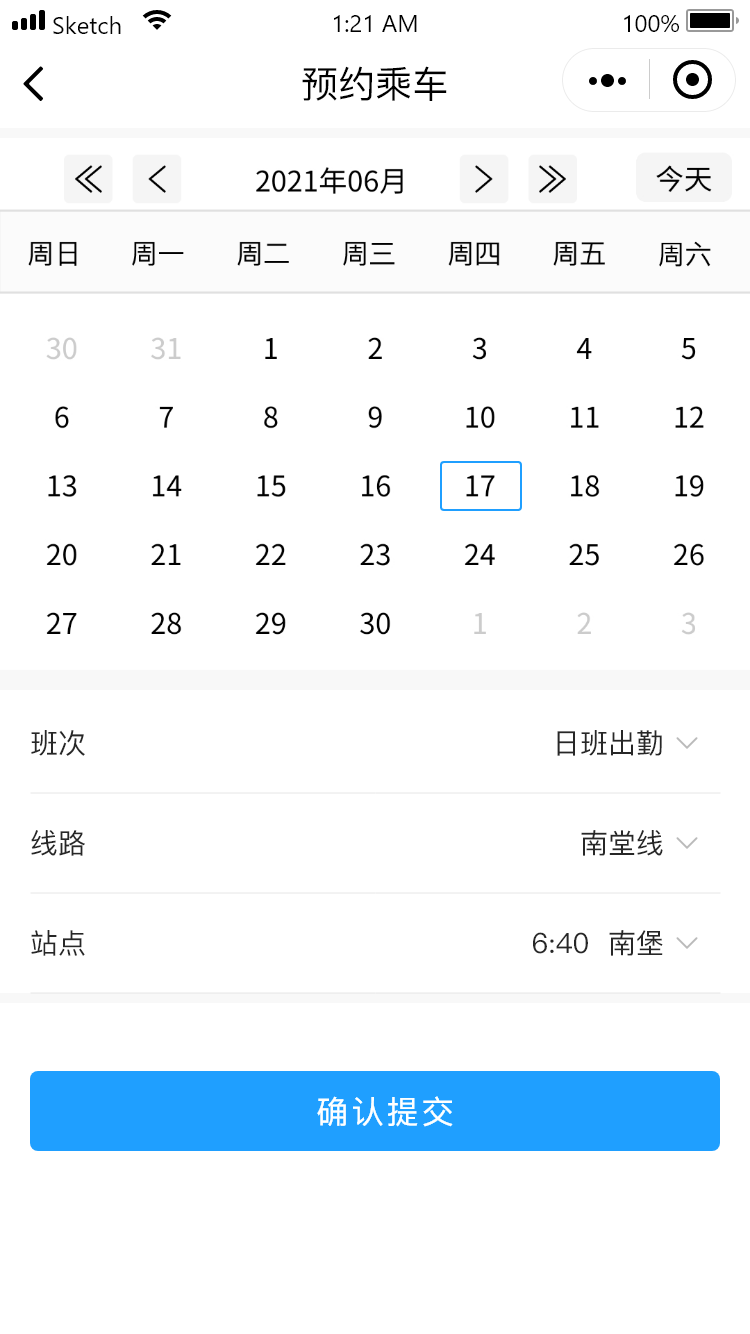 Sketch 1:21 AM 100%
预约乘车
2021年06月 今天
周日 周一 周二 周三 周四 周五 周六
30 31 1 2 3 4 5
6 7 8 9 10 11 12
13 14 15 16 17 18 19
20 21 22 23 24 25 26
27 28 29 30 1 2 3
班次 日班出勤
线路 南堂线
站点 6:40 南堡
确认提交